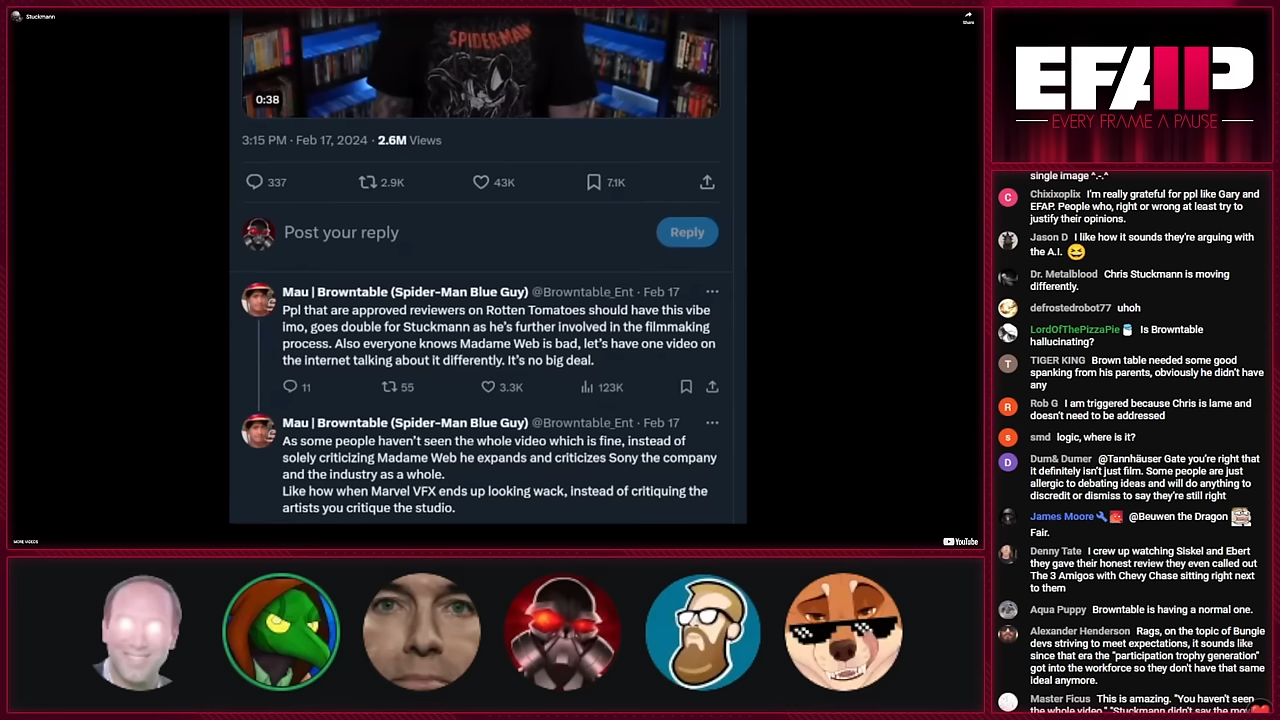 Stuckmann
Share
SPIDER-MAN
0:38
3:15 PM · Feb 17, 2024 · 2.6M Views
337 2.9K 43K 7.1K
Post your reply
Reply
Mau | Browntable (Spider-Man Blue Guy) @Browntable_Ent · Feb 17
Ppl that are approved reviewers on Rotten Tomatoes should have this vibe
imo, goes double for Stuckmann as he's further involved in the filmmaking
process. Also everyone knows Madame Web is bad, let's have one video on
the internet talking about it differently. It's no big deal.
11 55 3.3K 123K
Mau | Browntable (Spider-Man Blue Guy) @Browntable_Ent · Feb 17
As some people haven't seen the whole video which is fine, instead of
solely criticizing Madame Web he expands and criticizes Sony the company
and the industry as a whole.
Like how when Marvel VFX ends up looking wack, instead of critiquing the
artists you critique the studio.
MORE VIDEOS
YouTube
EFAP
EVERY FRAME A PAUSE
single image ^.-.^
C
Chixixoplix I'm really grateful for ppl like Gary and
EFAP. People who, right or wrong at least try to
justify their opinions.
Jason D I like how it sounds they're arguing with
the A.I.
Dr. Metalblood Chris Stuckmann is moving
differently.
defrostedrobot77 uhoh
LordOfThePizzaPie Is Browntable
hallucinating?
T
TIGER KING Brown table needed some good
spanking from his parents, obviously he didn't have
any
R
Rob G I am triggered because Chris is lame and
doesn't need to be addressed
s
smd logic, where is it?
D
Dum& Dumer @Tannhäuser Gate you're right that
it definitely isn't just film. Some people are just
allergic to debating ideas and will do anything to
discredit or dismiss to say they're still right
James Moore @Beuwen the Dragon
Fair.
Denny Tate I crew up watching Siskel and Ebert
they gave their honest review they even called out
The 3 Amigos with Chevy Chase sitting right next
to them
Aqua Puppy Browntable is having a normal one.
Alexander Henderson Rags, on the topic of Bungie
devs striving to meet expectations, it sounds like
since that era the "participation trophy generation"
got into the workforce so they don't have that same
ideal anymore.
Master Ficus This is amazing. "You haven't seen
the whole video." "Stuckmann didn't say the